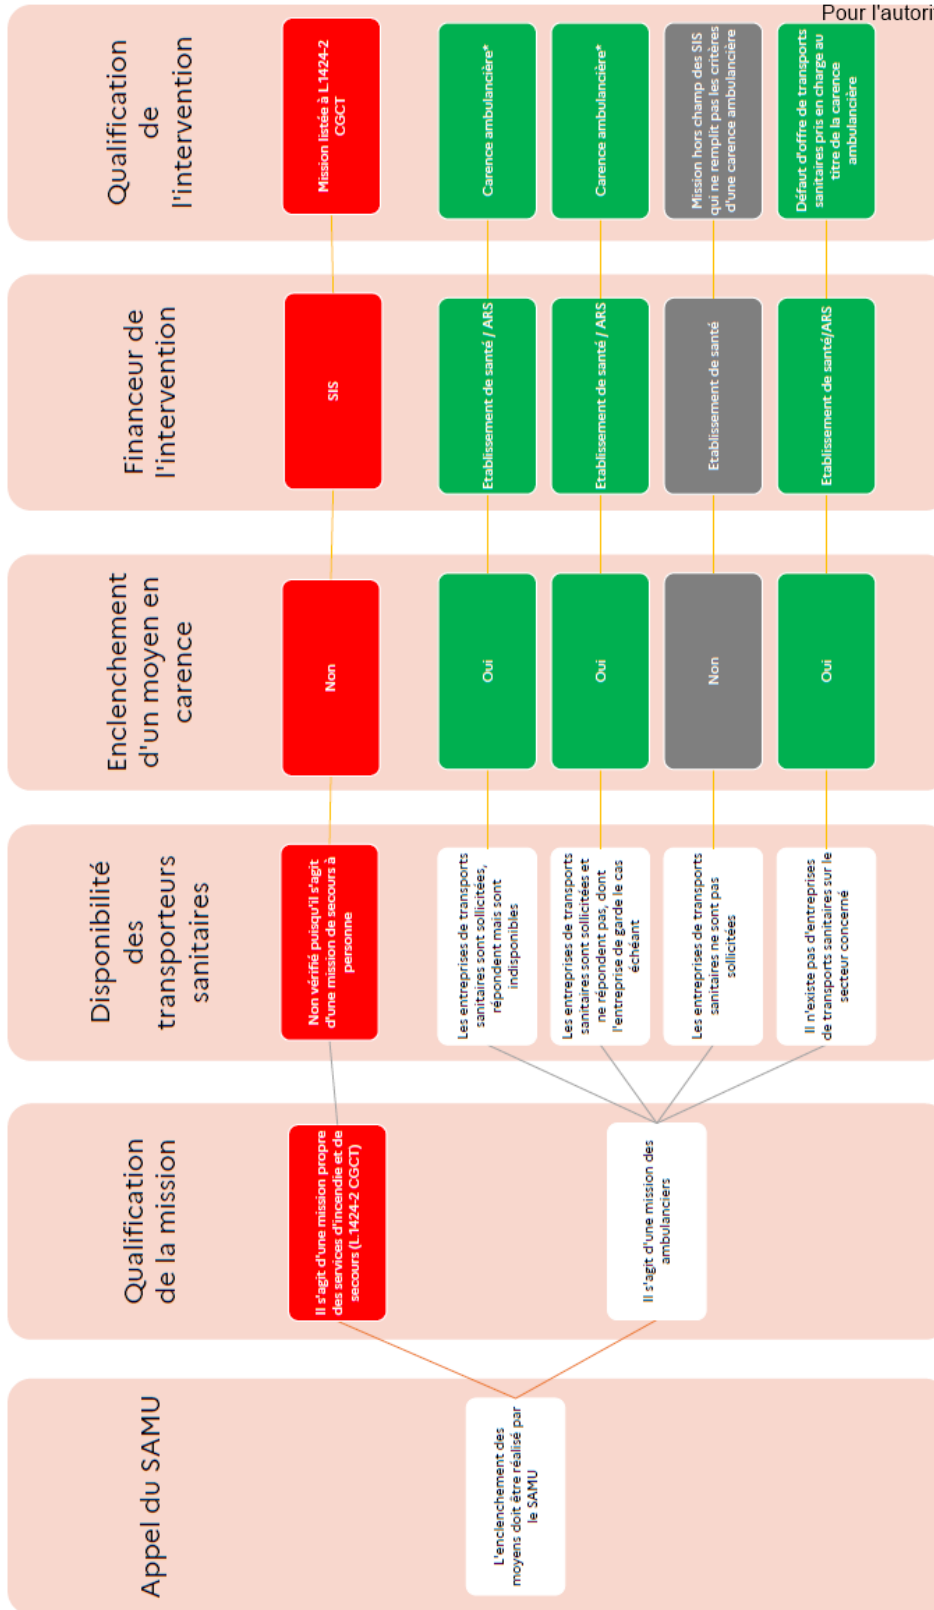 Pour l'autori
Appel du SAMU
L'enclenchement des
moyens doit être réalisé par
le SAMU
Qualification
de la mission
Il s'agit d'une mission propre
des services d'incendie et de
secours (L.1424-2 CGCT)
Il s'agit d'une mission des
ambulanciers
Disponibilité
des
transporteurs
sanitaires
Non vérifié puisqu'il s'agit
d'une mission de secours à
personne
Les entreprises de transports
sanitaires sont sollicitées,
répondent mais sont
indisponibles
Les entreprises de transports
sanitaires sont sollicitées et
ne répondent pas, dont
l'entreprise de garde le cas
échéant
Les entreprises de transports
sanitaires ne sont pas
sollicitées
Il n'existe pas d'entreprises
de transports sanitaires sur le
secteur concerné
Enclenchement
d'un moyen en
carence
Non
Oui
Oui
Non
Oui
Financeur de
l'intervention
SIS
Etablissement de santé / ARS
Etablissement de santé / ARS
Etablissement de santé
Etablissement de santé/ARS
Qualification
de
l'intervention
Mission listée à L1424-2
CGCT
Carence ambulancière*
Carence ambulancière*
Mission hors champ des SIS
qui ne remplit pas les critères
d'une carence ambulancière
Défaut d'offre de transports
sanitaires pris en charge au
titre de la carence
ambulancière